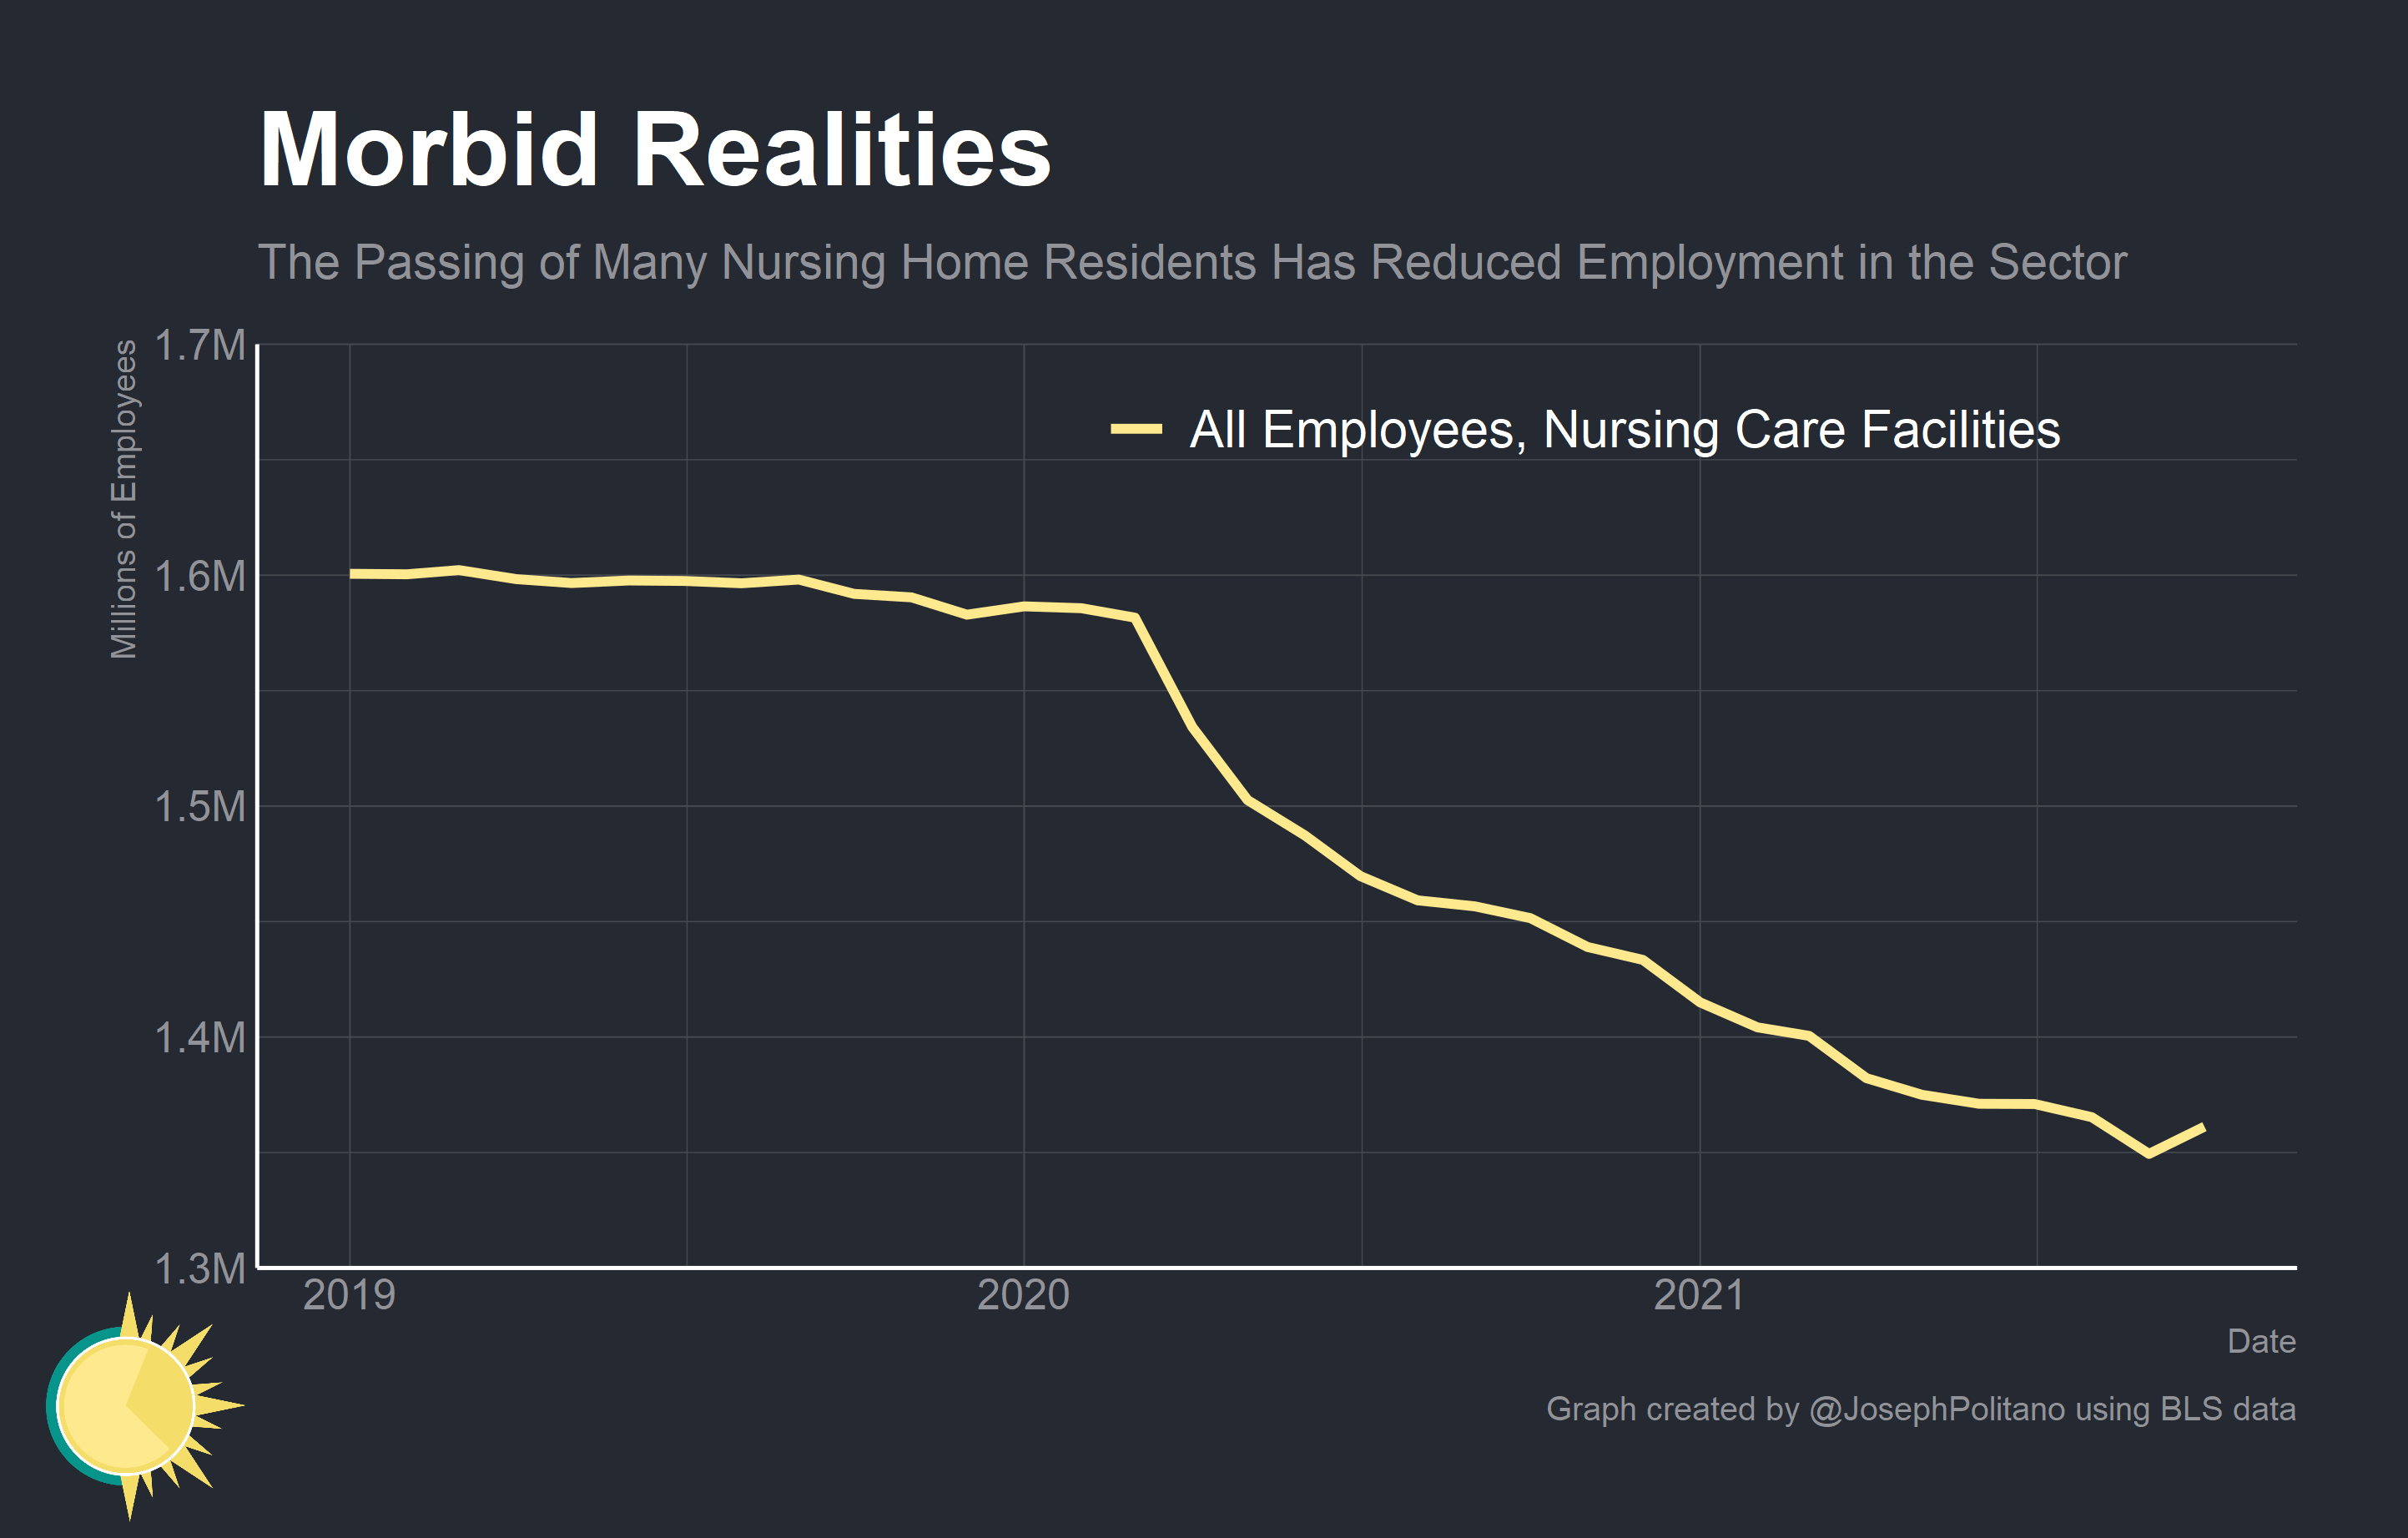 Morbid Realities
The Passing of Many Nursing Home Residents Has Reduced Employment in the Sector
Millions of Employees
1.7M
1.6M
1.5M
1.4M
1.3M
All Employees, Nursing Care Facilities
2019
2020
2021
Date
Graph created by @JosephPolitano using BLS data